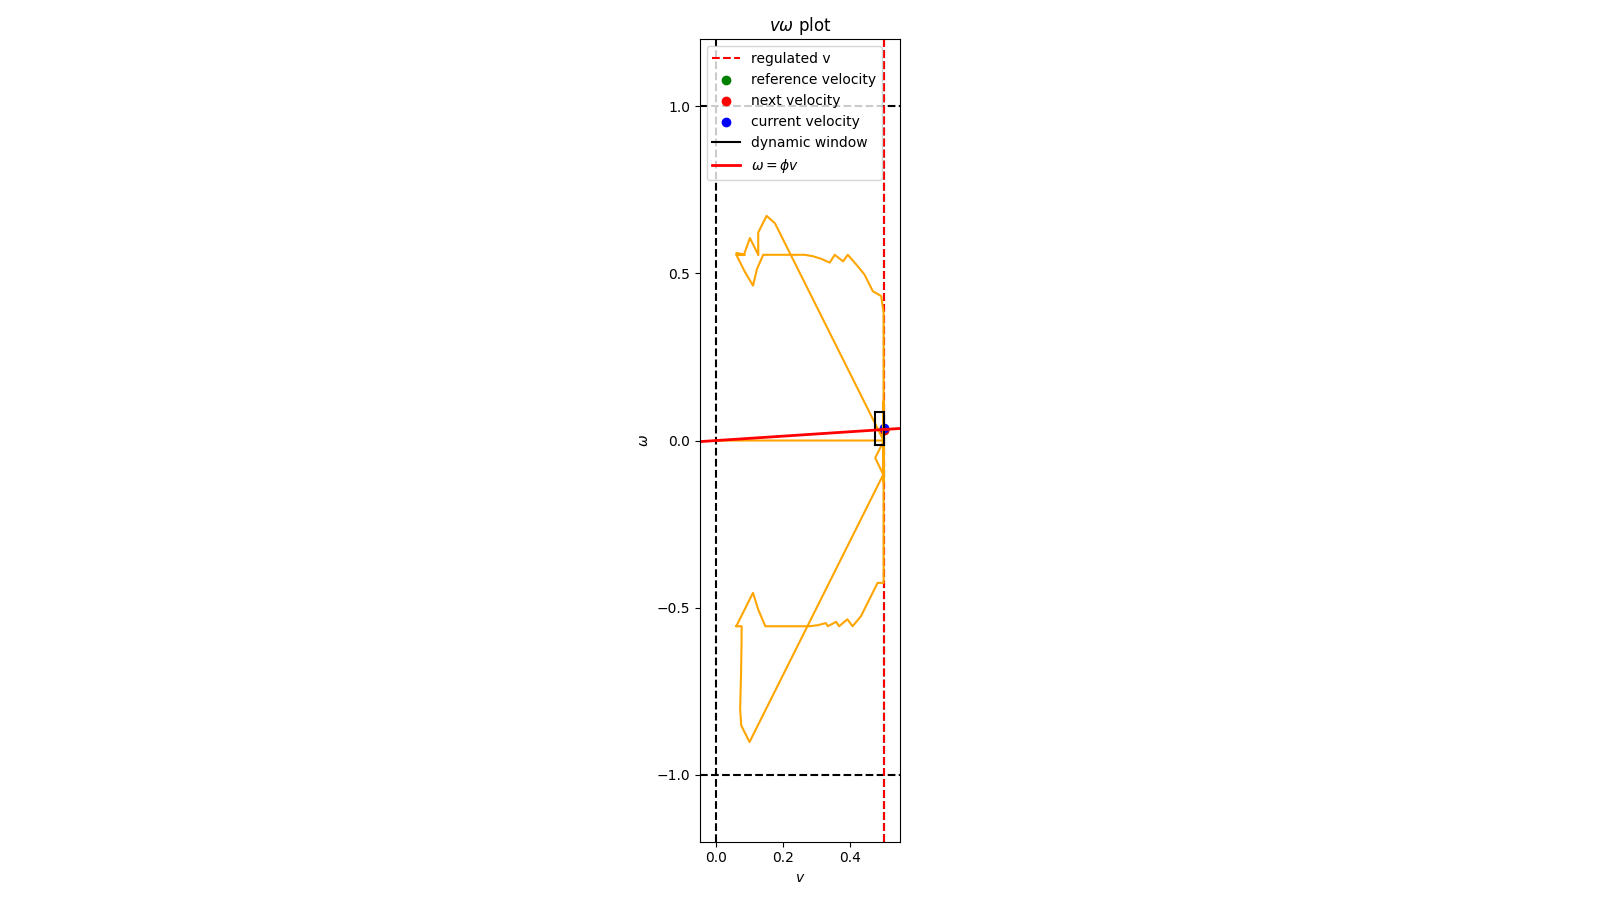 vω plot
regulated v
reference velocity
next velocity
current velocity
dynamic window
ω = ϕv
1.0
0.5
0.0
−0.5
−1.0
ω
0.0 0.2 0.4
v